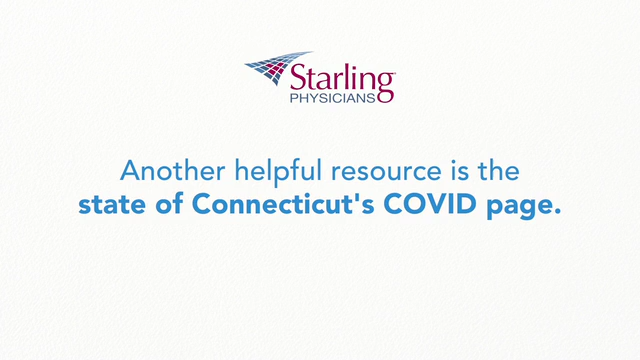 Starling
PHYSICIANS
Another helpful resource is the
state of Connecticut's COVID page.